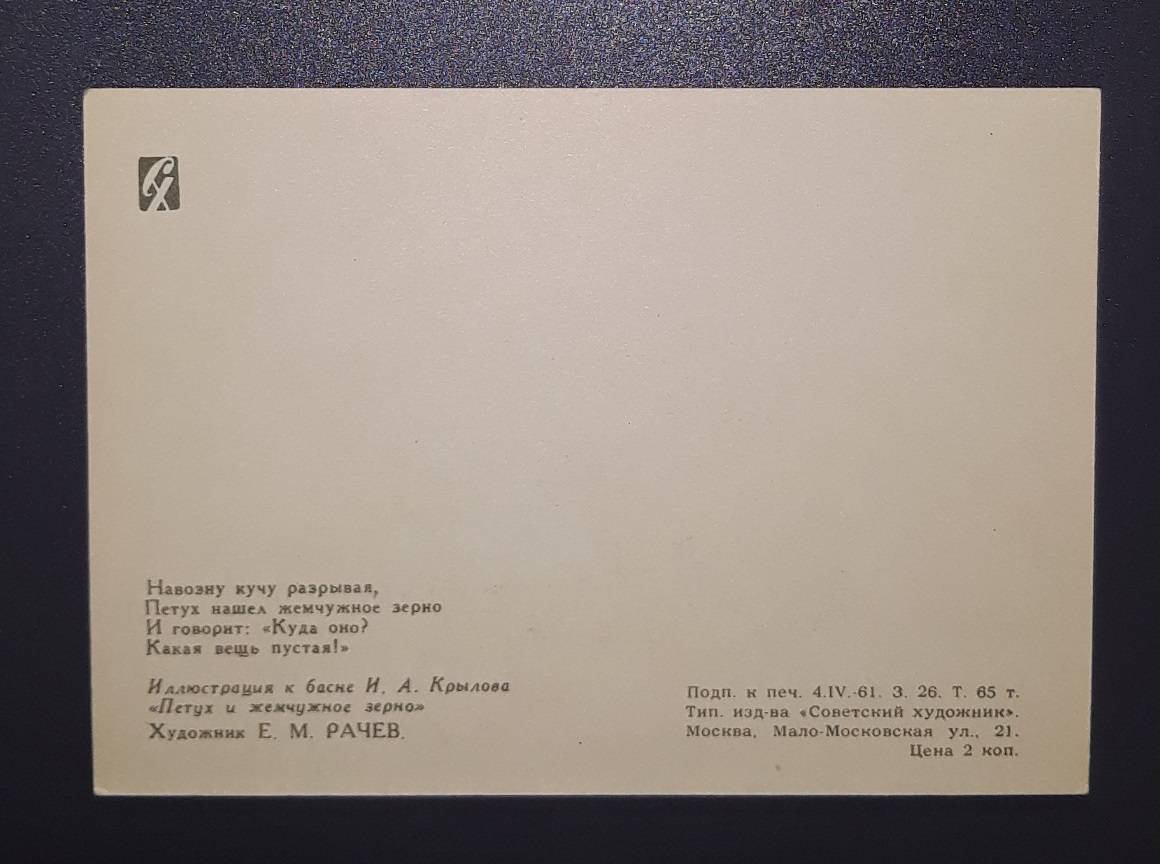 СХ
Навозну кучу разрывая,
Петух нашел жемчужное зерно
И говорит: «Куда оно?
Какая вещь пустая!»
Иллюстрация к басне И. А. Крылова
«Петух и жемчужное зерно»
Художник Е. М. РАЧЕВ.
Подп. к печ. 4.IV.-61. З. 26. Т. 65 т.
Тип. изд-ва «Советский художник».
Москва, Мало-Московская ул., 21.
Цена 2 коп.